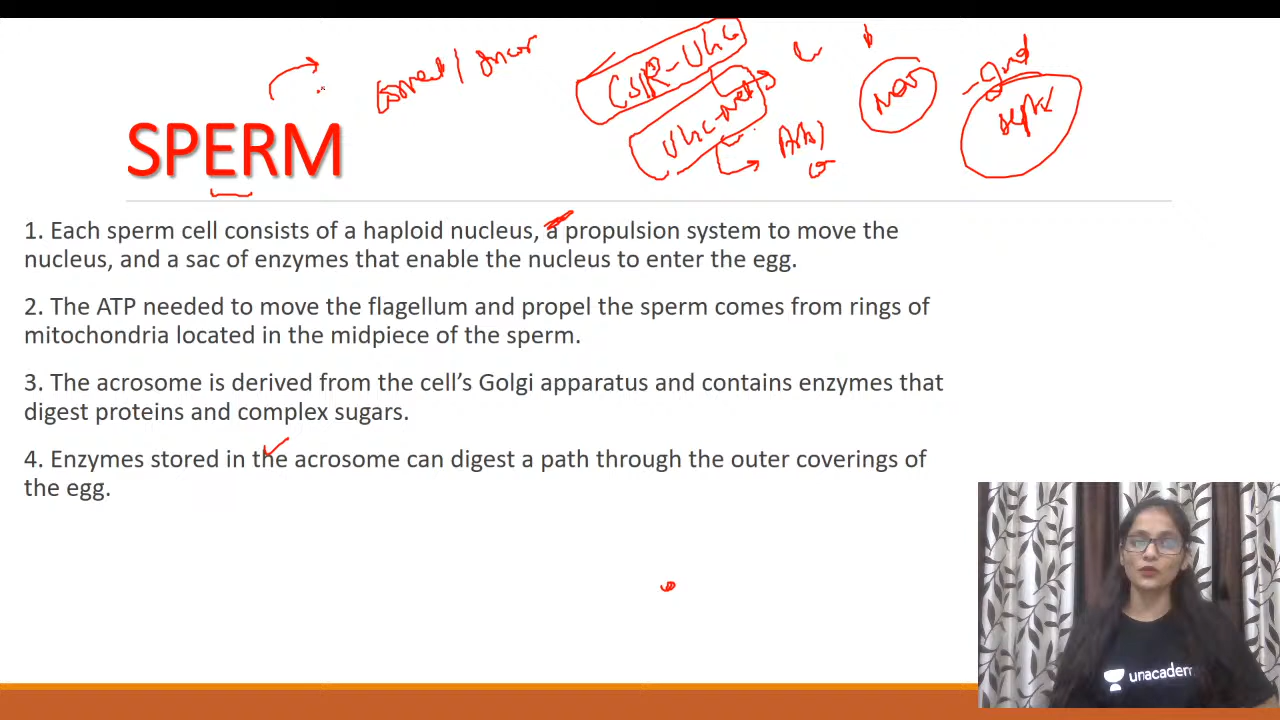 CSIR-UGC
UGC-Net
SPERM
1. Each sperm cell consists of a haploid nucleus, a propulsion system to move the
nucleus, and a sac of enzymes that enable the nucleus to enter the egg.
2. The ATP needed to move the flagellum and propel the sperm comes from rings of
mitochondria located in the midpiece of the sperm.
3. The acrosome is derived from the cell’s Golgi apparatus and contains enzymes that
digest proteins and complex sugars.
4. Enzymes stored in the acrosome can digest a path through the outer coverings of
the egg.